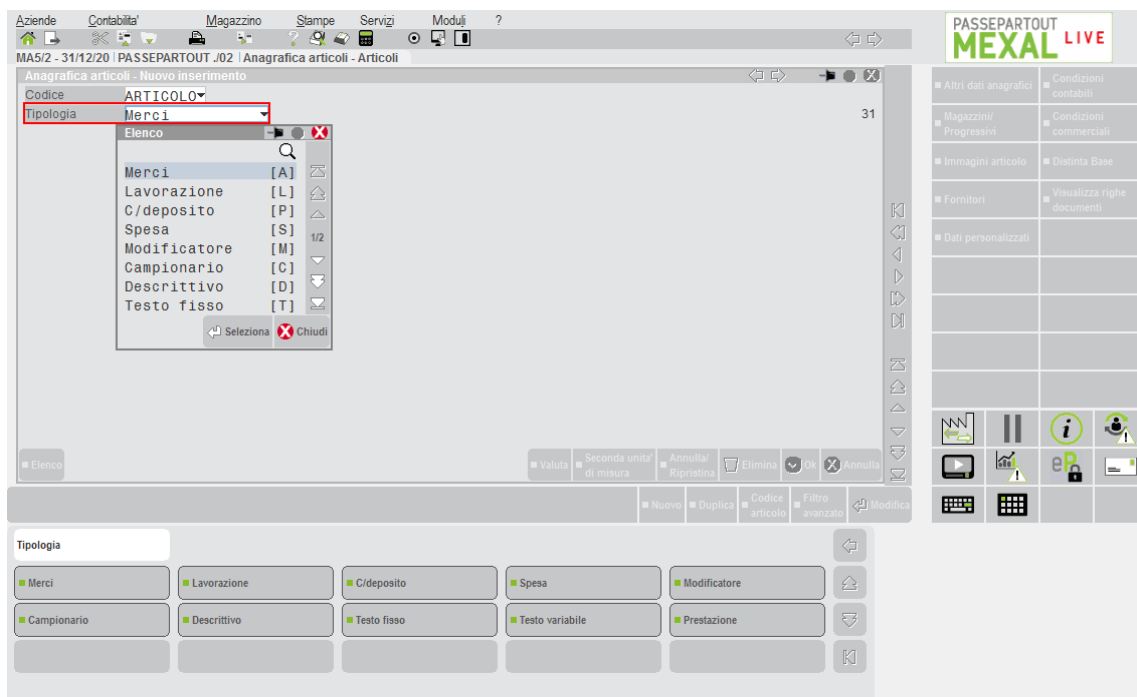 Aziende Contabilita' Magazzino Stampe Servizi Moduli ?
MA5/2 - 31/12/20 | PASSEPARTOUT ./02 | Anagrafica articoli - Articoli
PASSEPARTOUT
MEXAL LIVE
Anagrafica articoli - Nuovo inserimento
Codice ARTICOLO
Tipologia Merci 31
Elenco
Merci [A]
Lavorazione [L]
C/deposito [P]
Spesa [S]
1/2
Modificatore [M]
Campionario [C]
Descrittivo [D]
Testo fisso [T]
Seleziona Chiudi
Altri dati anagrafici
Condizioni
contabili
Magazzini/
Progressivi
Condizioni
commerciali
Immagini articolo
Distinta Base
Fornitori
Visualizza righe
documenti
Dati personalizzati
Elenco
Valuta
Seconda unita'
di misura
Annulla/
Ripristina
Elimina
Ok
Annulla
Nuovo
Duplica
Codice
articolo
Filtro
avanzato
Modifica
Tipologia
Merci Lavorazione C/deposito Spesa Modificatore
Campionario Descrittivo Testo fisso Testo variabile Prestazione